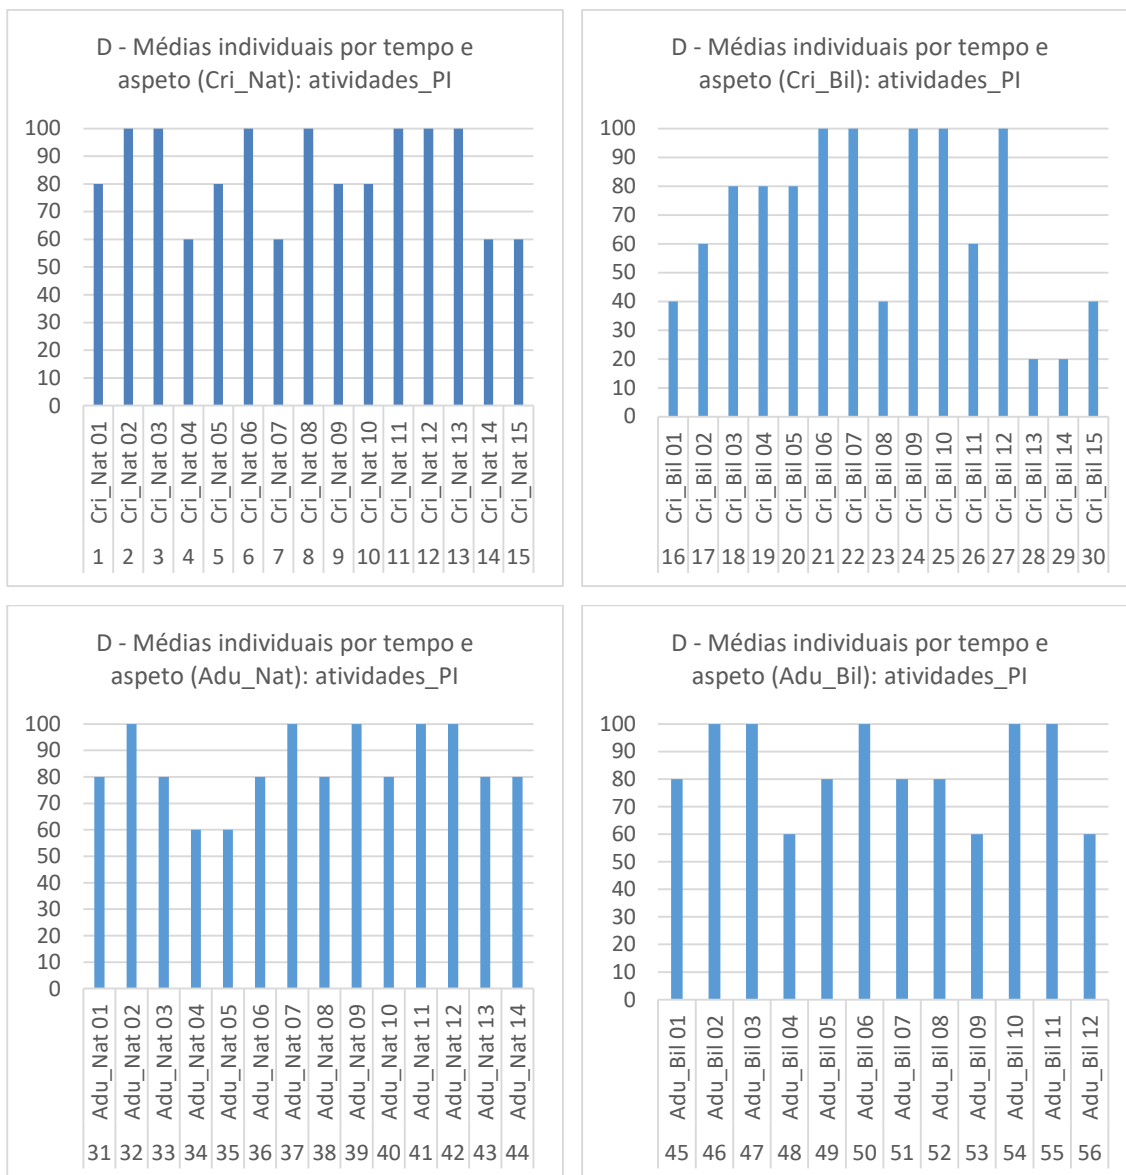 D - Médias individuais por tempo e
aspeto (Cri_Nat): atividades_PI
100
90
80
70
60
50
40
30
20
10
0
Cri_Nat 01
Cri_Nat 02
Cri_Nat 03
Cri_Nat 04
Cri_Nat 05
Cri_Nat 06
Cri_Nat 07
Cri_Nat 08
Cri_Nat 09
Cri_Nat 10
Cri_Nat 11
Cri_Nat 12
Cri_Nat 13
Cri_Nat 14
Cri_Nat 15
1 2 3 4 5 6 7 8 9 10 11 12 13 14 15
D - Médias individuais por tempo e
aspeto (Cri_Bil): atividades_PI
100
90
80
70
60
50
40
30
20
10
0
Cri_Bil 01
Cri_Bil 02
Cri_Bil 03
Cri_Bil 04
Cri_Bil 05
Cri_Bil 06
Cri_Bil 07
Cri_Bil 08
Cri_Bil 09
Cri_Bil 10
Cri_Bil 11
Cri_Bil 12
Cri_Bil 13
Cri_Bil 14
Cri_Bil 15
16 17 18 19 20 21 22 23 24 25 26 27 28 29 30
D - Médias individuais por tempo e
aspeto (Adu_Nat): atividades_PI
100
90
80
70
60
50
40
30
20
10
0
Adu_Nat 01
Adu_Nat 02
Adu_Nat 03
Adu_Nat 04
Adu_Nat 05
Adu_Nat 06
Adu_Nat 07
Adu_Nat 08
Adu_Nat 09
Adu_Nat 10
Adu_Nat 11
Adu_Nat 12
Adu_Nat 13
Adu_Nat 14
31 32 33 34 35 36 37 38 39 40 41 42 43 44
D - Médias individuais por tempo e
aspeto (Adu_Bil): atividades_PI
100
90
80
70
60
50
40
30
20
10
0
Adu_Bil 01
Adu_Bil 02
Adu_Bil 03
Adu_Bil 04
Adu_Bil 05
Adu_Bil 06
Adu_Bil 07
Adu_Bil 08
Adu_Bil 09
Adu_Bil 10
Adu_Bil 11
Adu_Bil 12
45 46 47 48 49 50 51 52 53 54 55 56